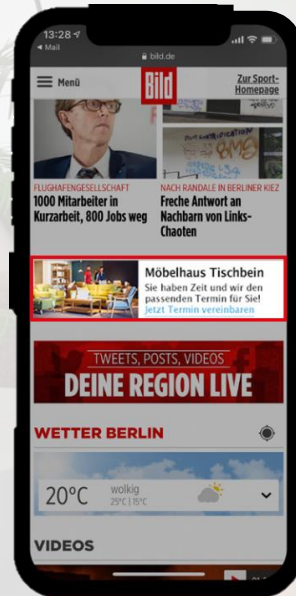 13:28
Mail
bild.de
Menü
Bild
Zur Sport-
Homepage
FLUGHAFENGESELLSCHAFT
1000 Mitarbeiter in
Kurzarbeit, 800 Jobs weg
NACH RANDALE IN BERLINER KIEZ
Freche Antwort an
Nachbarn von Links-
Chaoten
Möbelhaus Tischbein
Sie haben Zeit und wir den
passenden Termin für Sie!
Jetzt Termin vereinbaren
TWEETS, POSTS, VIDEOS
DEINE REGION LIVE
WETTER BERLIN
20°C
wolkig
25°C | 15°C
VIDEOS